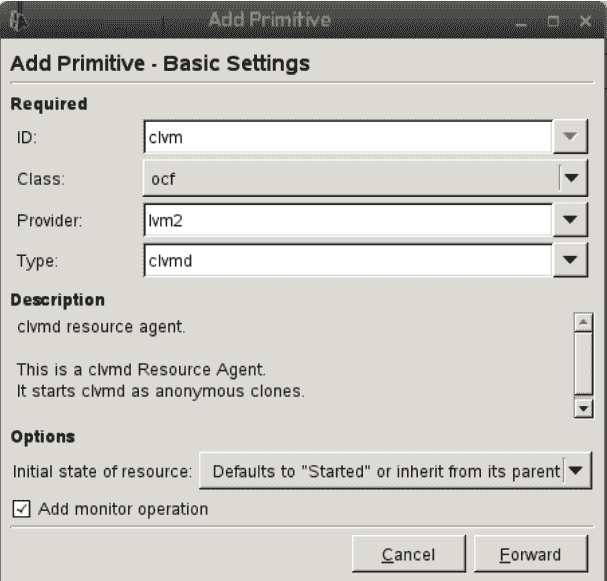 Add Primitive
Add Primitive - Basic Settings
Required
ID: clvm
Class: ocf
Provider: lvm2
Type: clvmd
Description
clvmd resource agent.
This is a clvmd Resource Agent.
It starts clvmd as anonymous clones.
Options
Initial state of resource: Defaults to "Started" or inherit from its parent
Add monitor operation
Cancel Forward